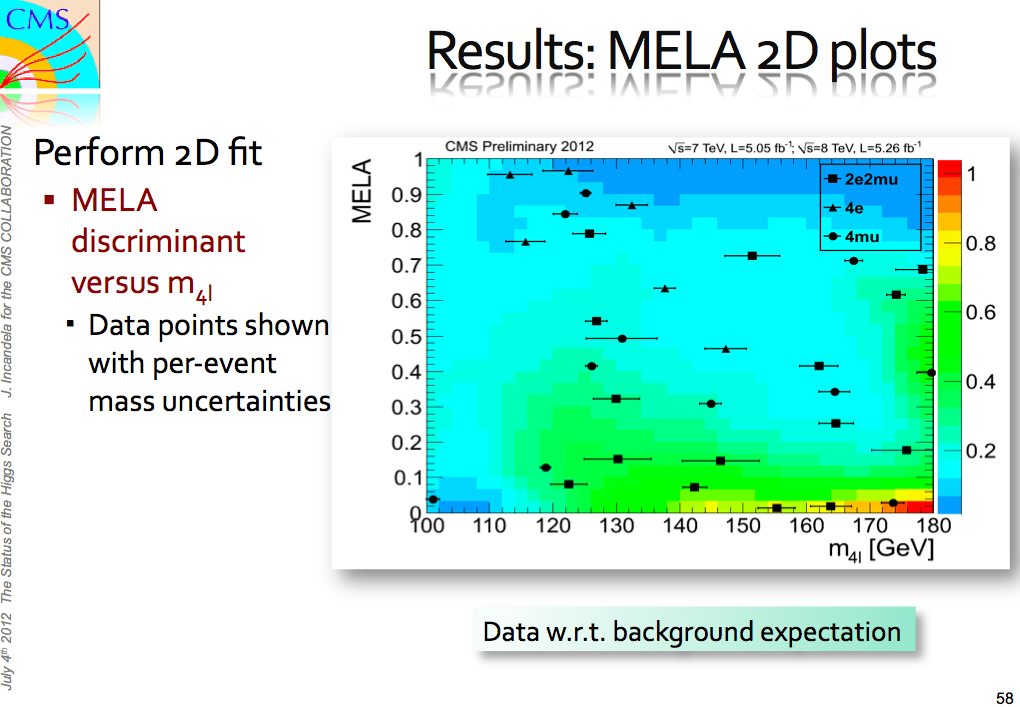 CMS
Results: MELA 2D plots
July 4th 2012 The Status of the Higgs Search J. Incandela for the CMS COLLABORATION
Perform 2D fit
▪ MELA
discriminant
versus m4l
▪ Data points shown
with per-event
mass uncertainties
CMS Preliminary 2012
√s=7 TeV, L=5.05 fb-1; √s=8 TeV, L=5.26 fb-1
MELA
1
0.9
0.8
0.7
0.6
0.5
0.4
0.3
0.2
0.1
0
2e2mu
4e
4mu
1
0.8
0.6
0.4
0.2
100 110 120 130 140 150 160 170 180
m4l [GeV]
Data w.r.t. background expectation
58